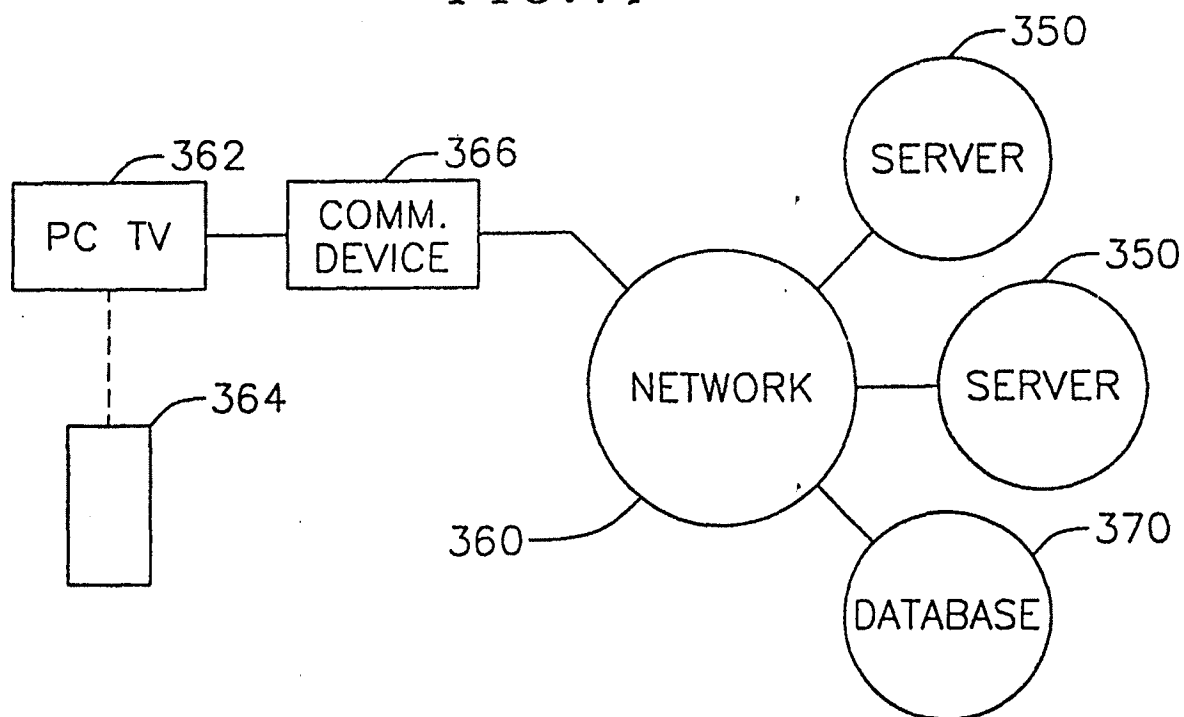 350
SERVER
362
366
PC TV
COMM.
DEVICE
350
NETWORK
SERVER
364
360
370
DATABASE